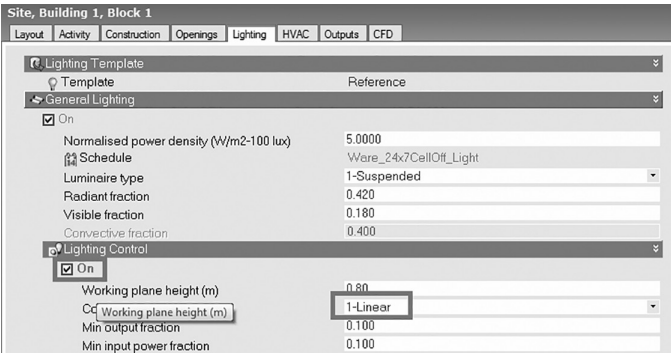 Site, Building 1, Block 1
Layout Activity Construction Openings Lighting HVAC Outputs CFD
Lighting Template
Template Reference
General Lighting
On
Normalised power density (W/m2-100 lux) 5.0000
Schedule Ware_24x7CellOff_Light
Luminaire type 1-Suspended
Radiant fraction 0.420
Visible fraction 0.180
Convective fraction 0.400
Lighting Control
On
Working plane height (m) 0.80
Working plane height (m) 1-Linear
Min output fraction 0.100
Min input power fraction 0.100